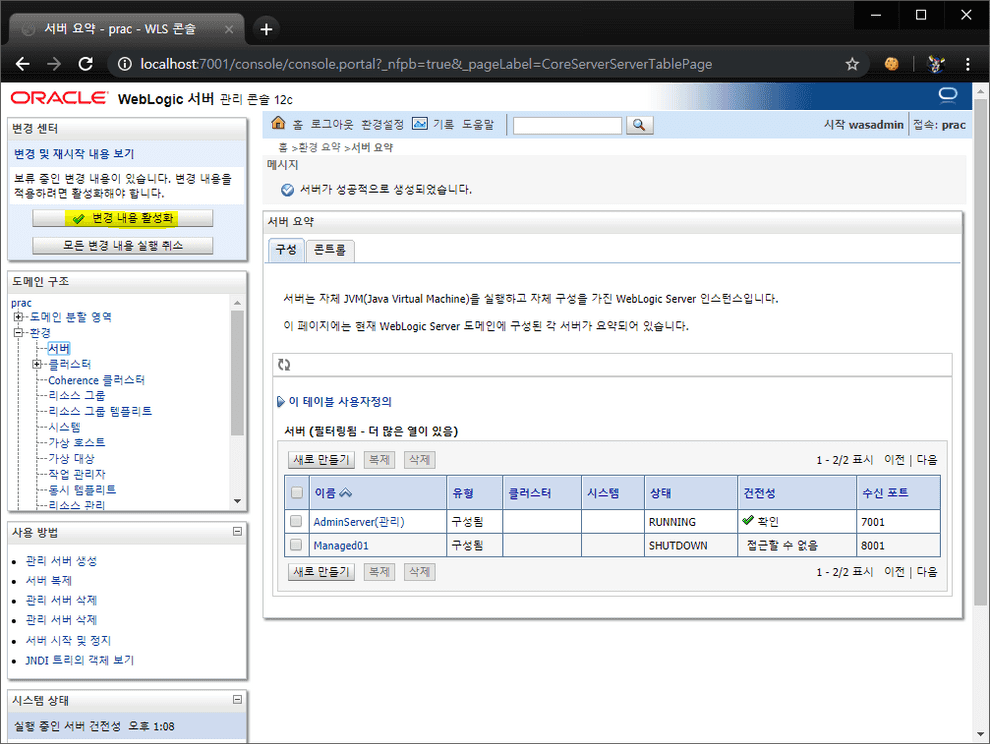 서버 요약 - prac - WLS 콘솔
localhost:7001/console/console.portal?_nfpb=true&_pageLabel=CoreServerServerTablePage
ORACLE WebLogic 서버 관리 콘솔 12c
변경 센터
변경 및 재시작 내용 보기
보류 중인 변경 내용이 있습니다. 변경 내용을
적용하려면 활성화해야 합니다.
변경 내용 활성화
모든 변경 내용 실행 취소
도메인 구조
prac
도메인 분할 영역
환경
서버
클러스터
Coherence 클러스터
리소스 그룹
리소스 그룹 템플리트
시스템
가상 호스트
가상 대상
작업 관리자
동시 템플리트
리소스 관리
사용 방법
관리 서버 생성
서버 복제
관리 서버 삭제
관리 서버 삭제
서버 시작 및 정지
JNDI 트리의 객체 보기
시스템 상태
실행 중인 서버 건전성 오후 1:08
홈 로그아웃 환경설정 기록 도움말
시작 wasadmin 접속: prac
홈 >환경 요약 >서버 요약
메시지
서버가 성공적으로 생성되었습니다.
서버 요약
구성 콘트롤
서버는 자체 JVM(Java Virtual Machine)을 실행하고 자체 구성을 가진 WebLogic Server 인스턴스입니다.
이 페이지에는 현재 WebLogic Server 도메인에 구성된 각 서버가 요약되어 있습니다.
이 테이블 사용자정의
서버 (필터링됨 - 더 많은 열이 있음)
새로 만들기 복제 삭제 1 - 2/2 표시 이전 | 다음
이름 유형 클러스터 시스템 상태 건전성 수신 포트
AdminServer(관리) 구성됨 RUNNING 확인 7001
Managed01 구성됨 SHUTDOWN 접근할 수 없음 8001
새로 만들기 복제 삭제 1 - 2/2 표시 이전 | 다음